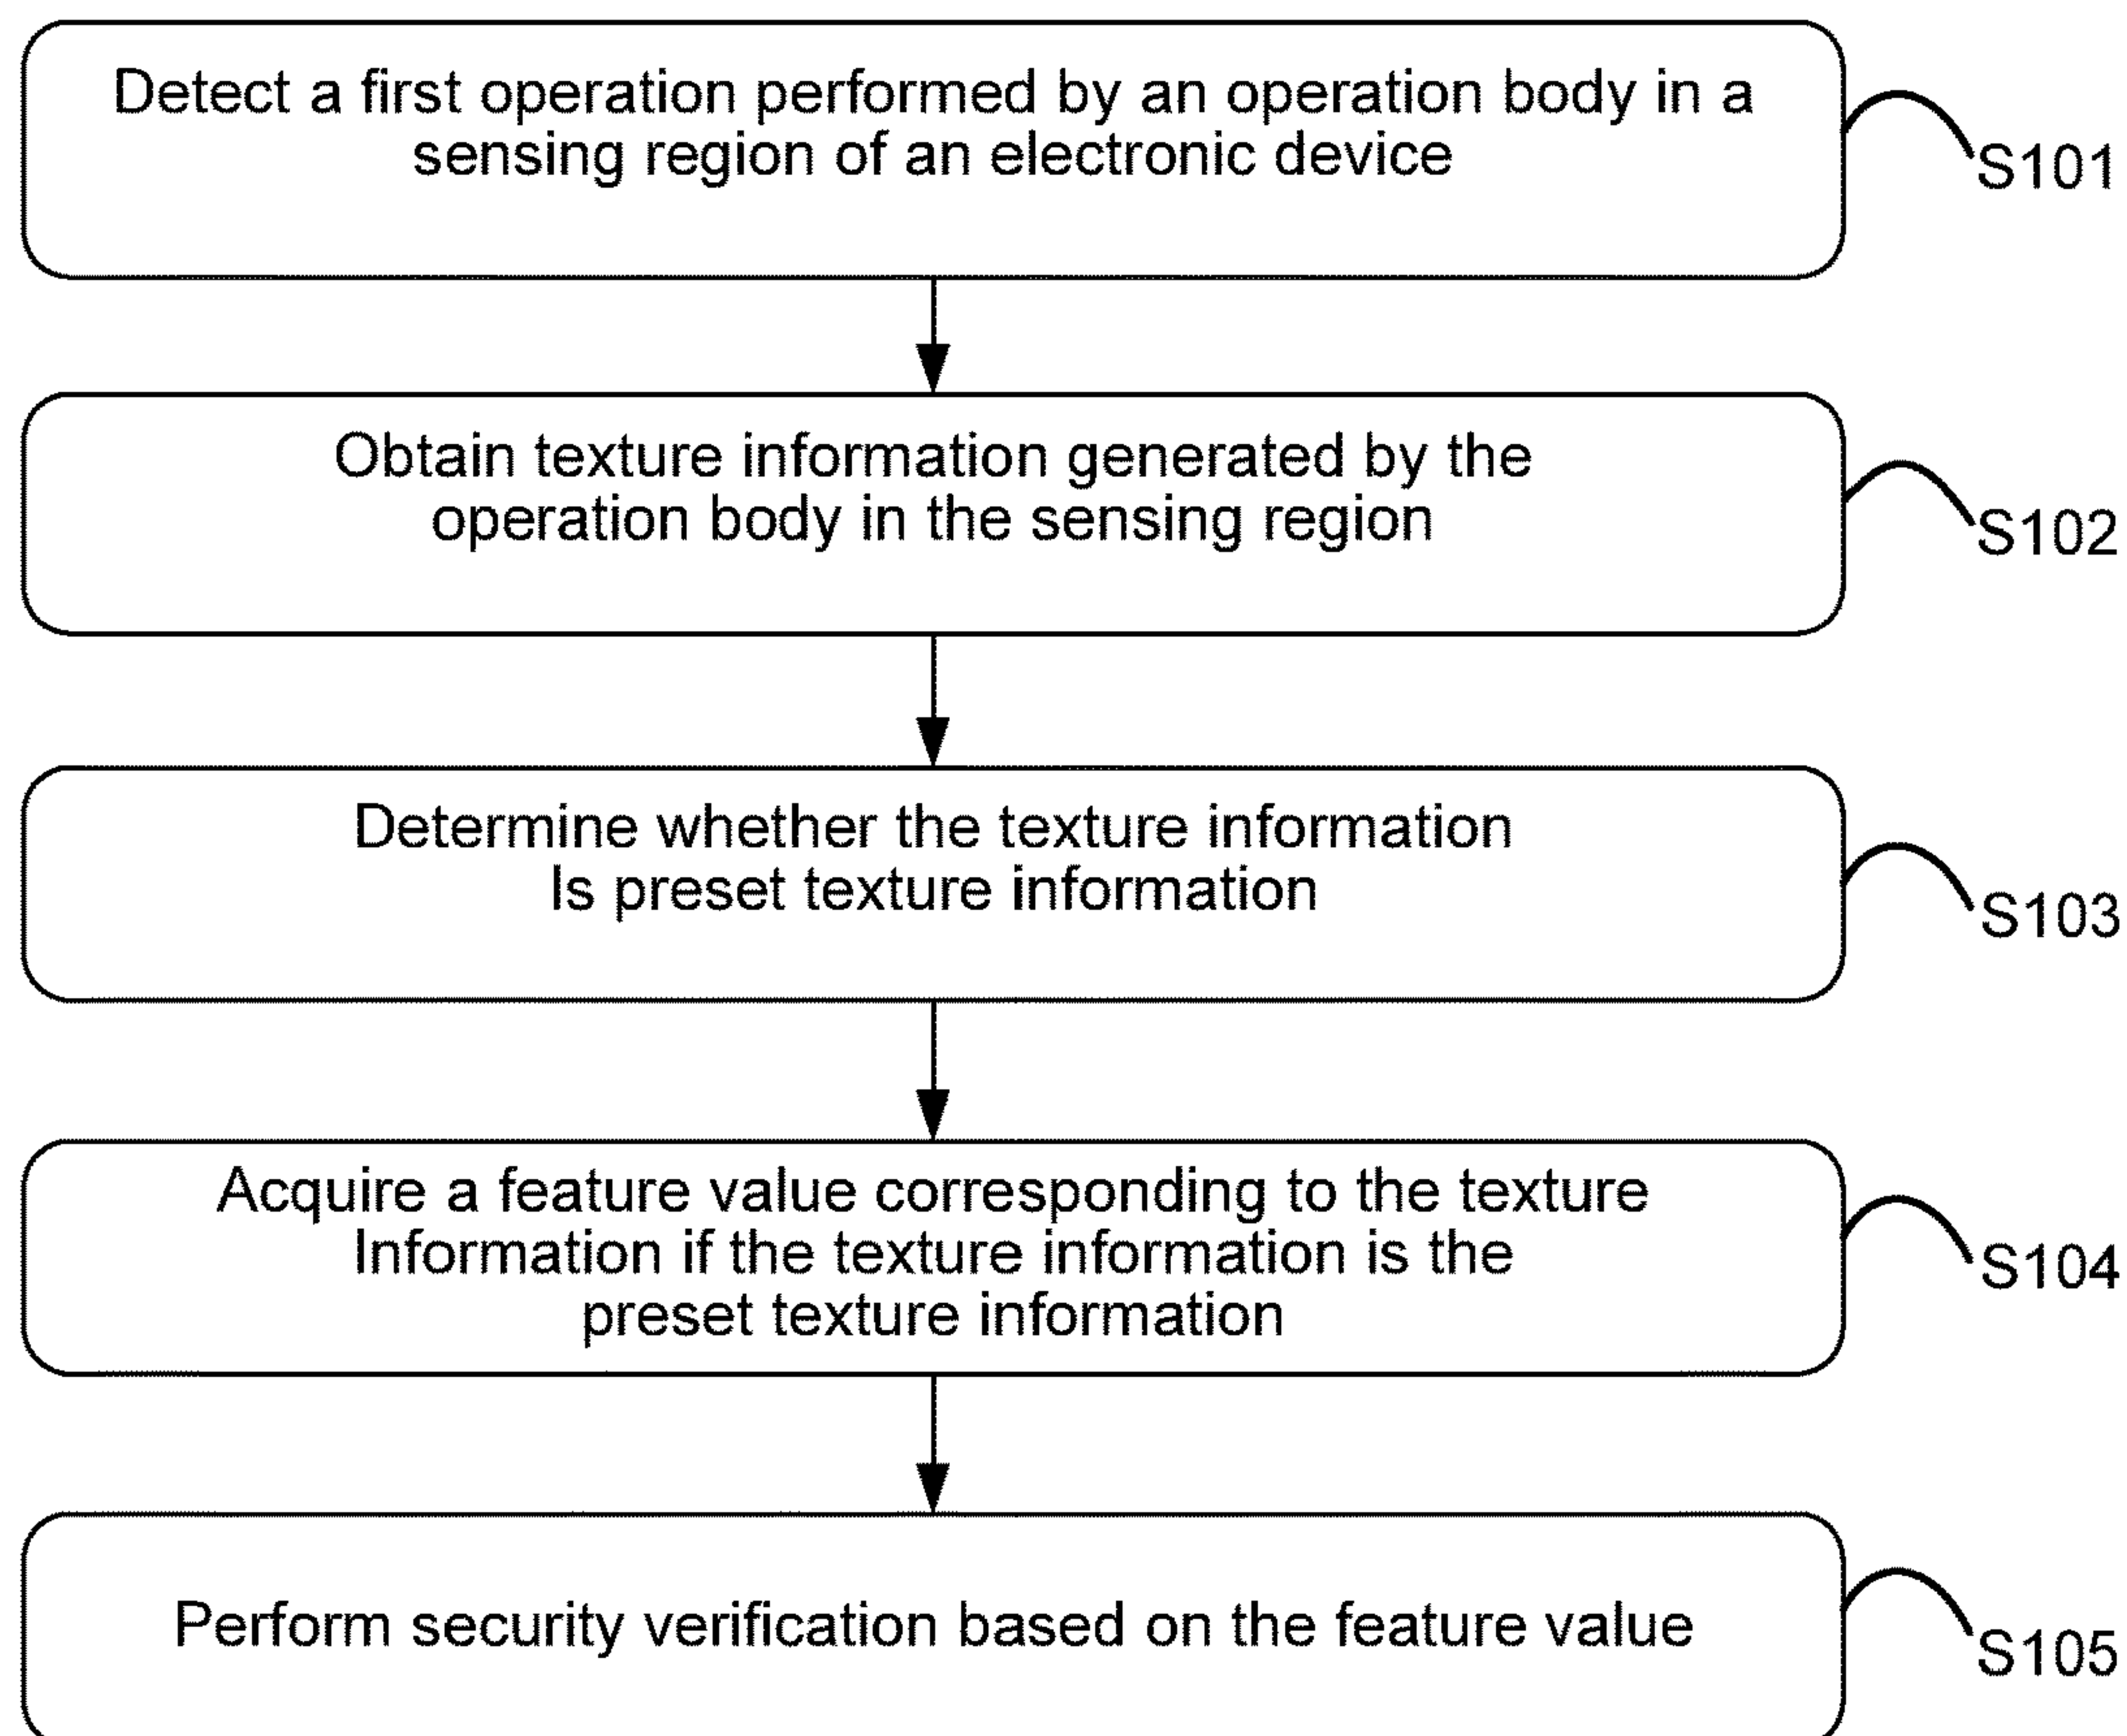 Detect a first operation performed by an operation body in a
sensing region of an electronic device
S101
Obtain texture information generated by the
operation body in the sensing region
S102
Determine whether the texture information
Is preset texture information
S103
Acquire a feature value corresponding to the texture
Information if the texture information is the
preset texture information
S104
Perform security verification based on the feature value
S105